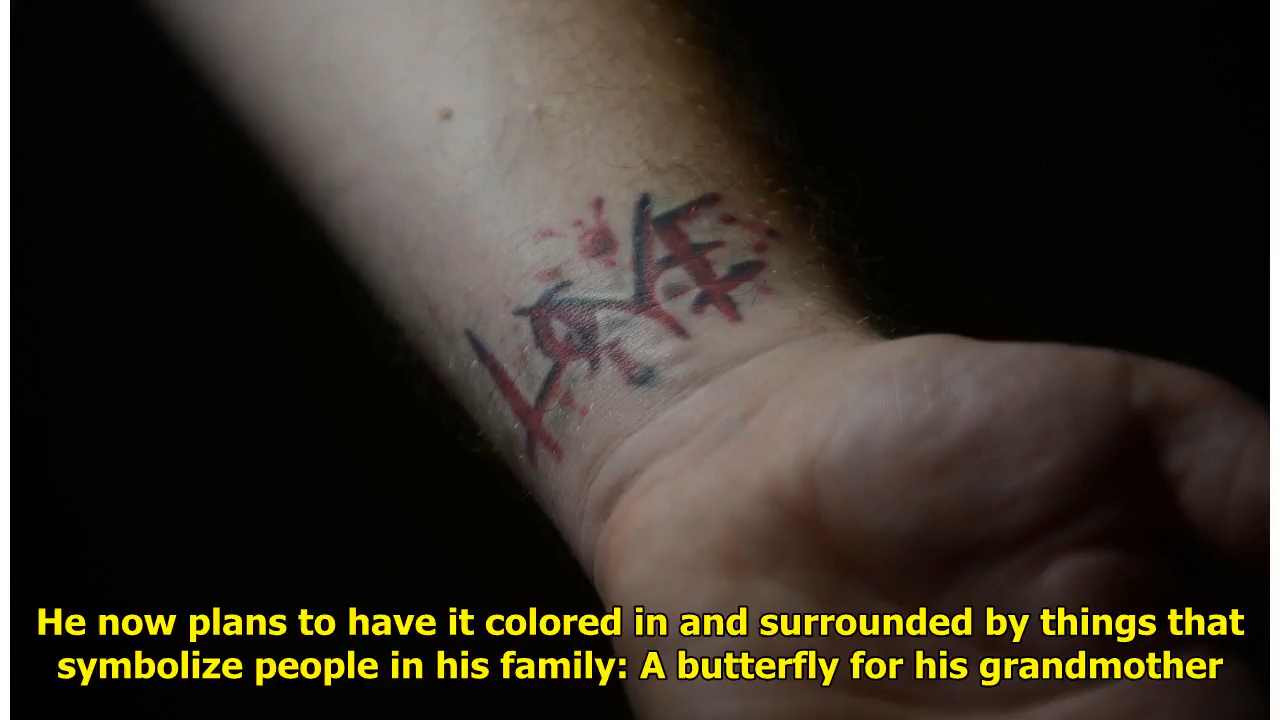 LOVE
He now plans to have it colored in and surrounded by things that
symbolize people in his family: A butterfly for his grandmother